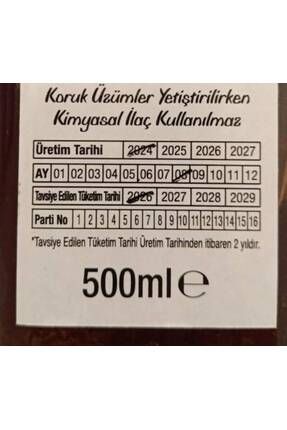 Koruk Üzümler Yetiştirilirken
Kimyasal İlaç Kullanılmaz
Üretim Tarihi 2024 2025 2026 2027
AY 01 02 03 04 05 06 07 08 09 10 11 12
Tavsiye Edilen Tüketim Tarihi 2026 2027 2028 2029
Parti No 1 2 3 4 5 6 7 8 9 10 11 12 13 14 15 16
*Tavsiye Edilen Tüketim Tarihi Üretim Tarihinden itibaren 2 yıldır.
500ml℮